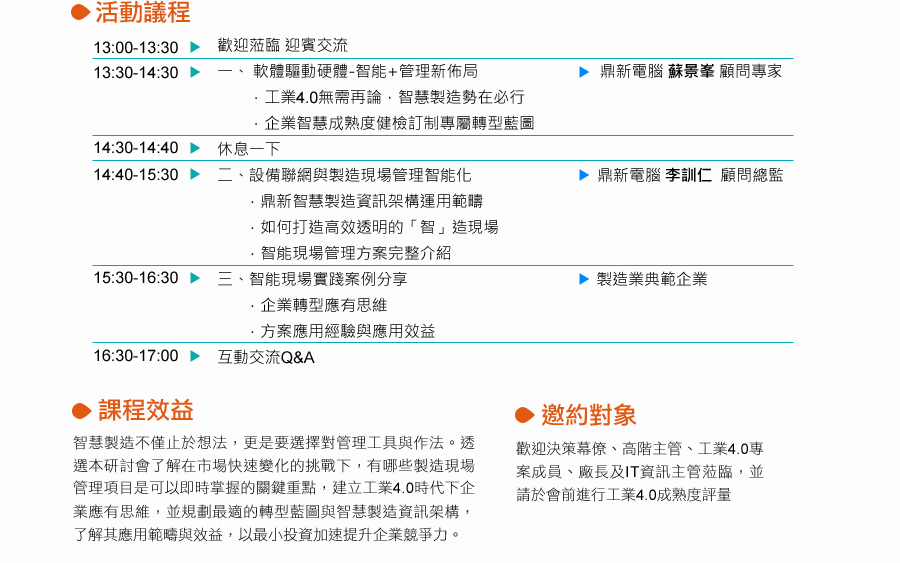 活動議程
13:00-13:30 歡迎蒞臨 迎賓交流
13:30-14:30 一、 軟體驅動硬體-智能+管理新佈局 鼎新電腦 蘇景峯 顧問專家
．工業4.0無需再論．智慧製造勢在必行
．企業智慧成熟度健檢訂制專屬轉型藍圖
14:30-14:40 休息一下
14:40-15:30 二、設備聯網與製造現場管理智能化 鼎新電腦 李訓仁 顧問總監
．鼎新智慧製造資訊架構運用範疇
．如何打造高效透明的「智」造現場
．智能現場管理方案完整介紹
15:30-16:30 三、智能現場實踐案例分享 製造業典範企業
．企業轉型應有思維
．方案應用經驗與應用效益
16:30-17:00 互動交流Q&A
課程效益
智慧製造不僅止於想法，更是要選擇對管理工具與作法。透
選本研討會了解在市場快速變化的挑戰下，有哪些製造現場
管理項目是可以即時掌握的關鍵重點，建立工業4.0時代下企
業應有思維，並規劃最適的轉型藍圖與智慧製造資訊架構，
了解其應用範疇與效益，以最小投資加速提升企業競爭力。
邀約對象
歡迎決策幕僚、高階主管、工業4.0專
案成員、廠長及IT資訊主管蒞臨，並
請於會前進行工業4.0成熟度評量